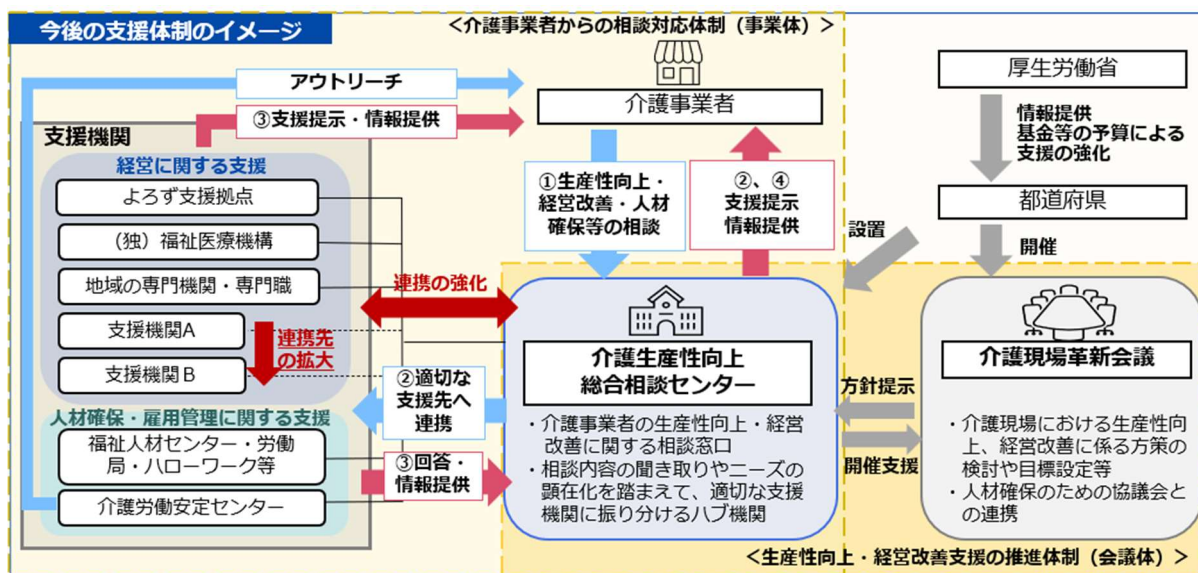 今後の支援体制のイメージ
<介護事業者からの相談対応体制（事業体）>
アウトリーチ
③支援提示・情報提供
介護事業者
厚生労働省
情報提供
基金等の予算による
支援の強化
都道府県
設置
開催
支援機関
経営に関する支援
よろず支援拠点
（独）福祉医療機構
地域の専門機関・専門職
支援機関A
支援機関B
連携先
の拡大
人材確保・雇用管理に関する支援
福祉人材センター・労働
局・ハローワーク等
介護労働安定センター
①生産性向上・
経営改善・人材
確保等の相談
②、④
支援提示
情報提供
連携の強化
②適切な
支援先へ
連携
③回答・
情報提供
介護生産性向上
総合相談センター
・介護事業者の生産性向上・経営
改善に関する相談窓口
・相談内容の聞き取りやニーズの
顕在化を踏まえて、適切な支援
機関に振り分けるハブ機関
方針提示
開催支援
介護現場革新会議
・介護現場における生産性向
上、経営改善に係る方策の
検討や目標設定等
・人材確保のための協議会と
の連携
<生産性向上・経営改善支援の推進体制（会議体）>